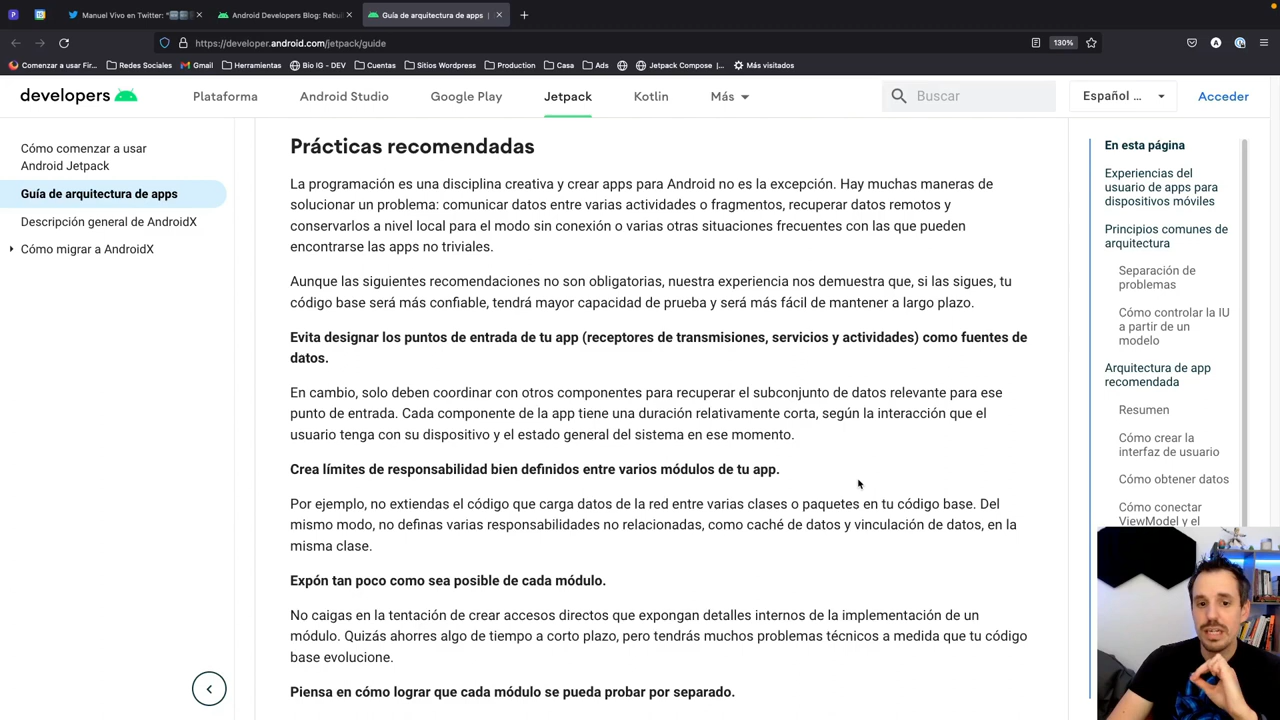 Manuel Vivo en Twitter: "
Android Developers Blog: Rebui
Guía de arquitectura de apps |
https://developer.android.com/jetpack/guide
130%
Comenzar a usar Fir...
Redes Sociales
Gmail
Herramientas
Bio IG - DEV
Cuentas
Sitios Wordpress
Production
Casa
Ads
Jetpack Compose |...
Más visitados
developers
Plataforma
Android Studio
Google Play
Jetpack
Kotlin
Más
Buscar
Español ...
Acceder
Cómo comenzar a usar
Android Jetpack
Guía de arquitectura de apps
Descripción general de AndroidX
Cómo migrar a AndroidX
Prácticas recomendadas
La programación es una disciplina creativa y crear apps para Android no es la excepción. Hay muchas maneras de
solucionar un problema: comunicar datos entre varias actividades o fragmentos, recuperar datos remotos y
conservarlos a nivel local para el modo sin conexión o varias otras situaciones frecuentes con las que pueden
encontrarse las apps no triviales.
Aunque las siguientes recomendaciones no son obligatorias, nuestra experiencia nos demuestra que, si las sigues, tu
código base será más confiable, tendrá mayor capacidad de prueba y será más fácil de mantener a largo plazo.
Evita designar los puntos de entrada de tu app (receptores de transmisiones, servicios y actividades) como fuentes de
datos.
En cambio, solo deben coordinar con otros componentes para recuperar el subconjunto de datos relevante para ese
punto de entrada. Cada componente de la app tiene una duración relativamente corta, según la interacción que el
usuario tenga con su dispositivo y el estado general del sistema en ese momento.
Crea límites de responsabilidad bien definidos entre varios módulos de tu app.
Por ejemplo, no extiendas el código que carga datos de la red entre varias clases o paquetes en tu código base. Del
mismo modo, no definas varias responsabilidades no relacionadas, como caché de datos y vinculación de datos, en la
misma clase.
Expón tan poco como sea posible de cada módulo.
No caigas en la tentación de crear accesos directos que expongan detalles internos de la implementación de un
módulo. Quizás ahorres algo de tiempo a corto plazo, pero tendrás muchos problemas técnicos a medida que tu código
base evolucione.
Piensa en cómo lograr que cada módulo se pueda probar por separado.
En esta página
Experiencias del
usuario de apps para
dispositivos móviles
Principios comunes de
arquitectura
Separación de
problemas
Cómo controlar la IU
a partir de un
modelo
Arquitectura de app
recomendada
Resumen
Cómo crear la
interfaz de usuario
Cómo obtener datos
Cómo conectar
ViewModel y el